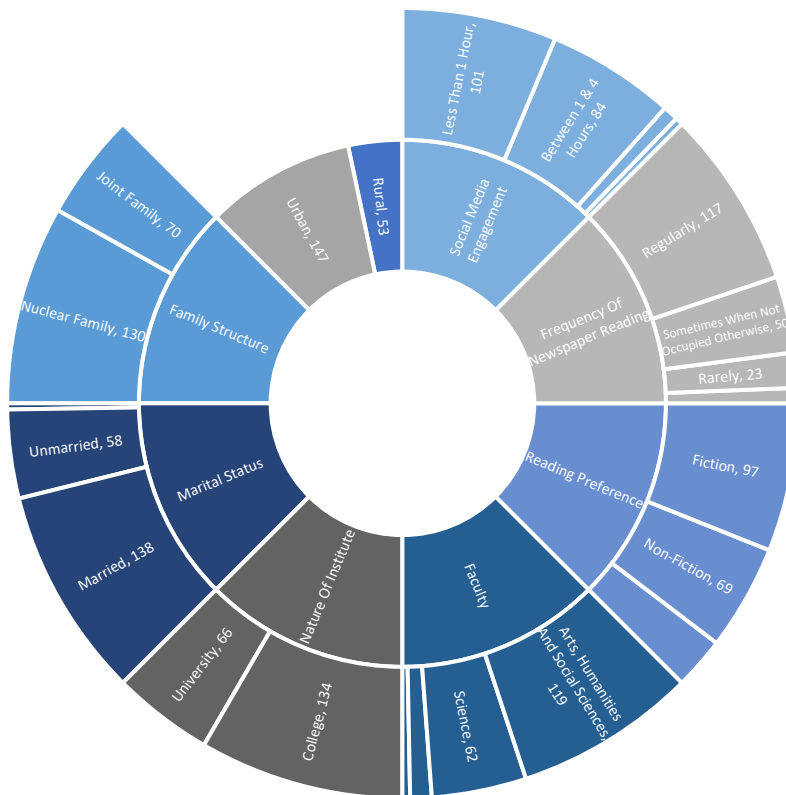 Less Than 1 Hour,
101
Between 1 & 4
Hours, 84
Social Media
Engagement
Regularly, 117
Sometimes When Not
Occupied Otherwise, 50
Rarely, 23
Frequency Of
Newspaper Reading
Fiction, 97
Non-Fiction, 69
Reading Preference
Arts, Humanities
And Social Sciences,
119
Science, 62
Faculty
College, 134
University, 66
Nature Of Institute
Married, 138
Unmarried, 58
Marital Status
Nuclear Family, 130
Joint Family, 70
Family Structure
Urban, 147
Rural, 53